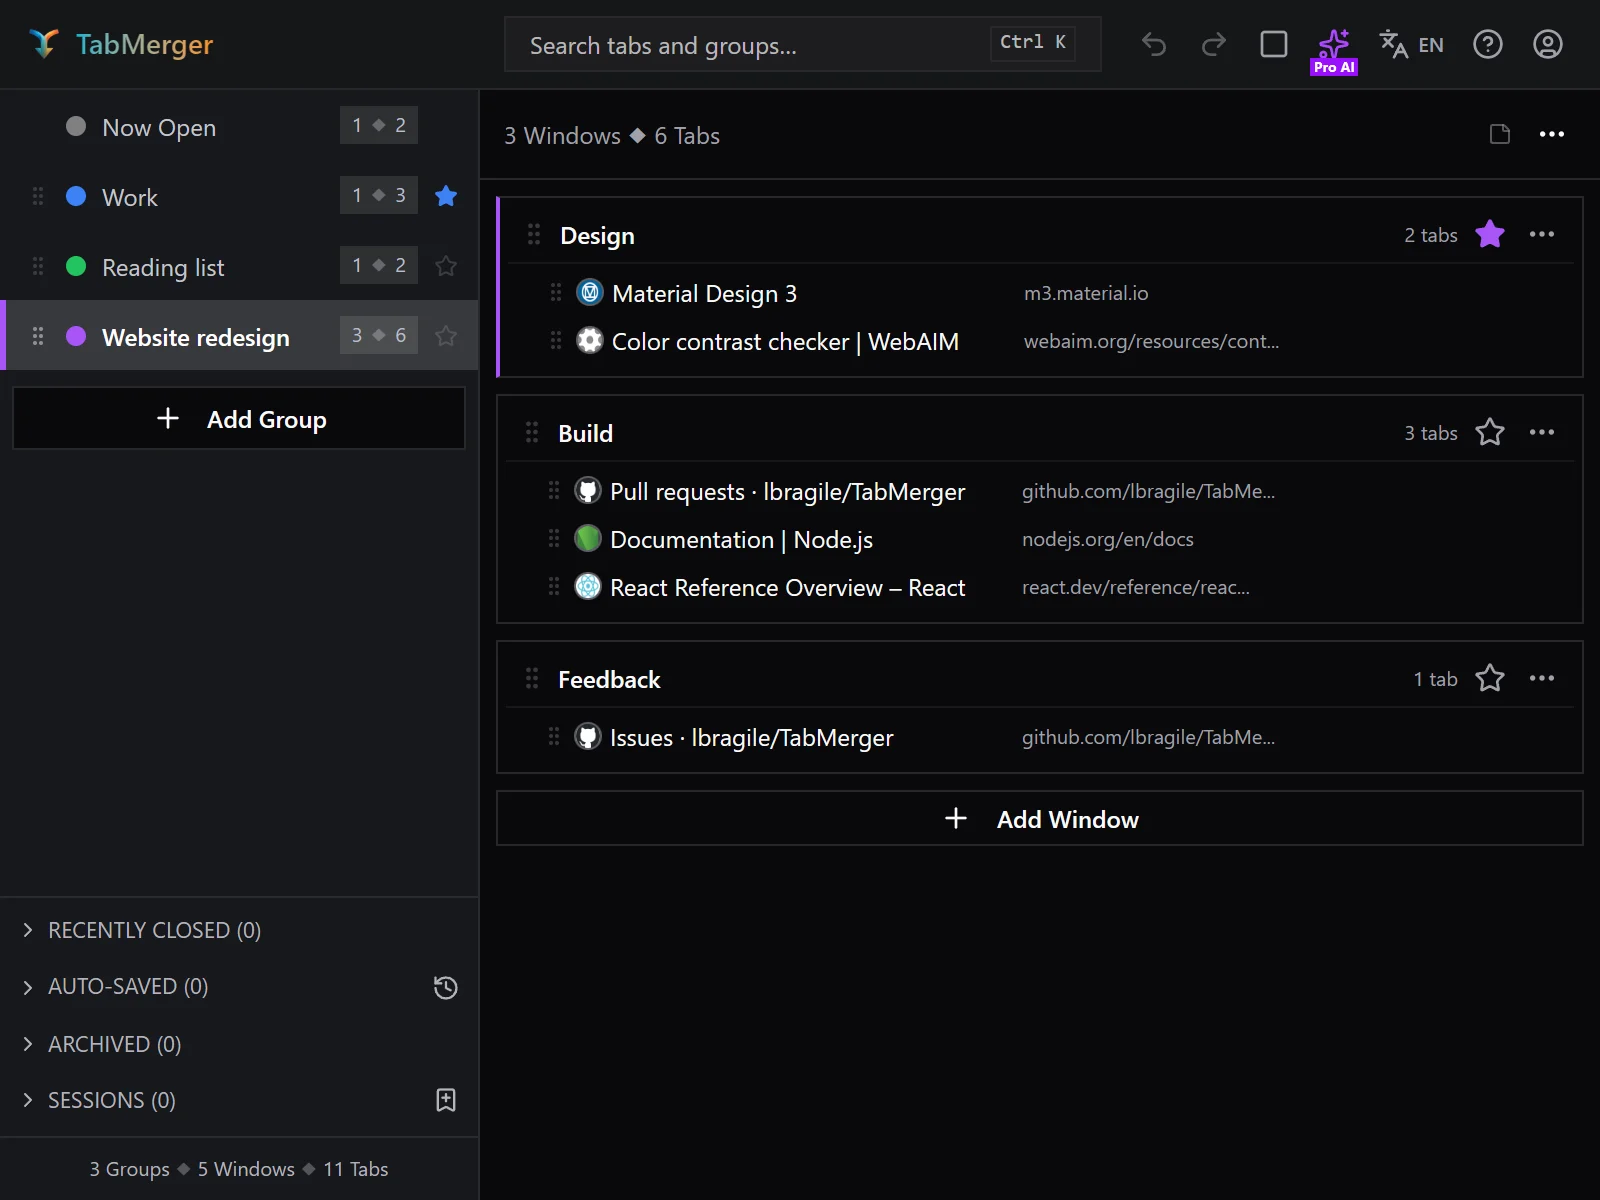 TabMerger
Search tabs and groups...
Ctrl K
Pro AI
EN
Now Open
1 ◆ 2
Work
1 ◆ 3
Reading list
1 ◆ 2
Website redesign
3 ◆ 6
Add Group
RECENTLY CLOSED (0)
AUTO-SAVED (0)
ARCHIVED (0)
SESSIONS (0)
3 Groups ◆ 5 Windows ◆ 11 Tabs
3 Windows ◆ 6 Tabs
Design
2 tabs
Material Design 3
m3.material.io
Color contrast checker | WebAIM
webaim.org/resources/cont...
Build
3 tabs
Pull requests · lbragile/TabMerger
github.com/lbragile/TabMe...
Documentation | Node.js
nodejs.org/en/docs
React Reference Overview – React
react.dev/reference/reac...
Feedback
1 tab
Issues · lbragile/TabMerger
github.com/lbragile/TabMe...
Add Window